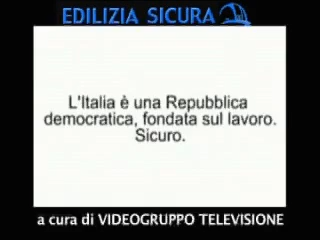 EDILIZIA SICURA
L'Italia è una Repubblica
democratica, fondata sul lavoro.
Sicuro.
a cura di VIDEOGRUPPO TELEVISIONE